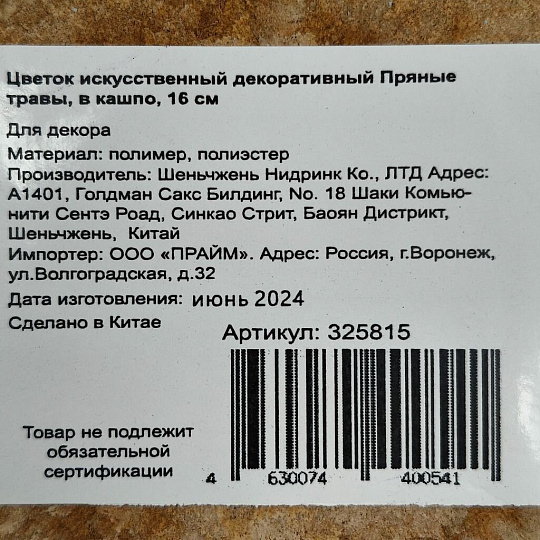 Цветок искусственный декоративный Пряные
травы, в кашпо, 16 см
Для декора
Материал: полимер, полиэстер
Производитель: Шеньчжень Нидринк Ко., ЛТД Адрес:
А1401, Голдман Сакс Билдинг, No. 18 Шаки Комью-
нити Сентэ Роад, Синкао Стрит, Баоян Дистрикт,
Шеньчжень, Китай
Импортер: ООО «ПРАЙМ». Адрес: Россия, г.Воронеж,
ул.Волгоградская, д.32
Дата изготовления: июнь 2024
Сделано в Китае
Артикул: 325815
Товар не подлежит
обязательной
сертификации
4 630074 400541